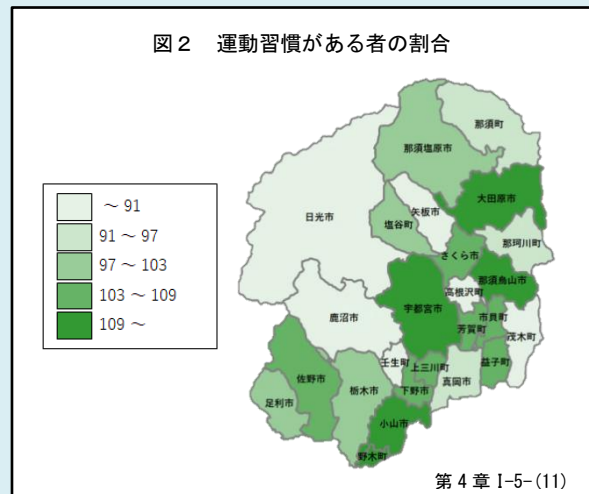 図2 運動習慣がある者の割合
～ 91
91 ～ 97
97 ～ 103
103 ～ 109
109 ～
那須町
那須塩原市
大田原市
日光市
矢板市
塩谷町
那珂川町
さくら市
那須烏山市
高根沢町
宇都宮市
鹿沼市
市貝町
芳賀町
茂木町
壬生町
上三川町
益子町
真岡市
佐野市
栃木市
下野市
足利市
小山市
野木町
第4章 I-5-(11)